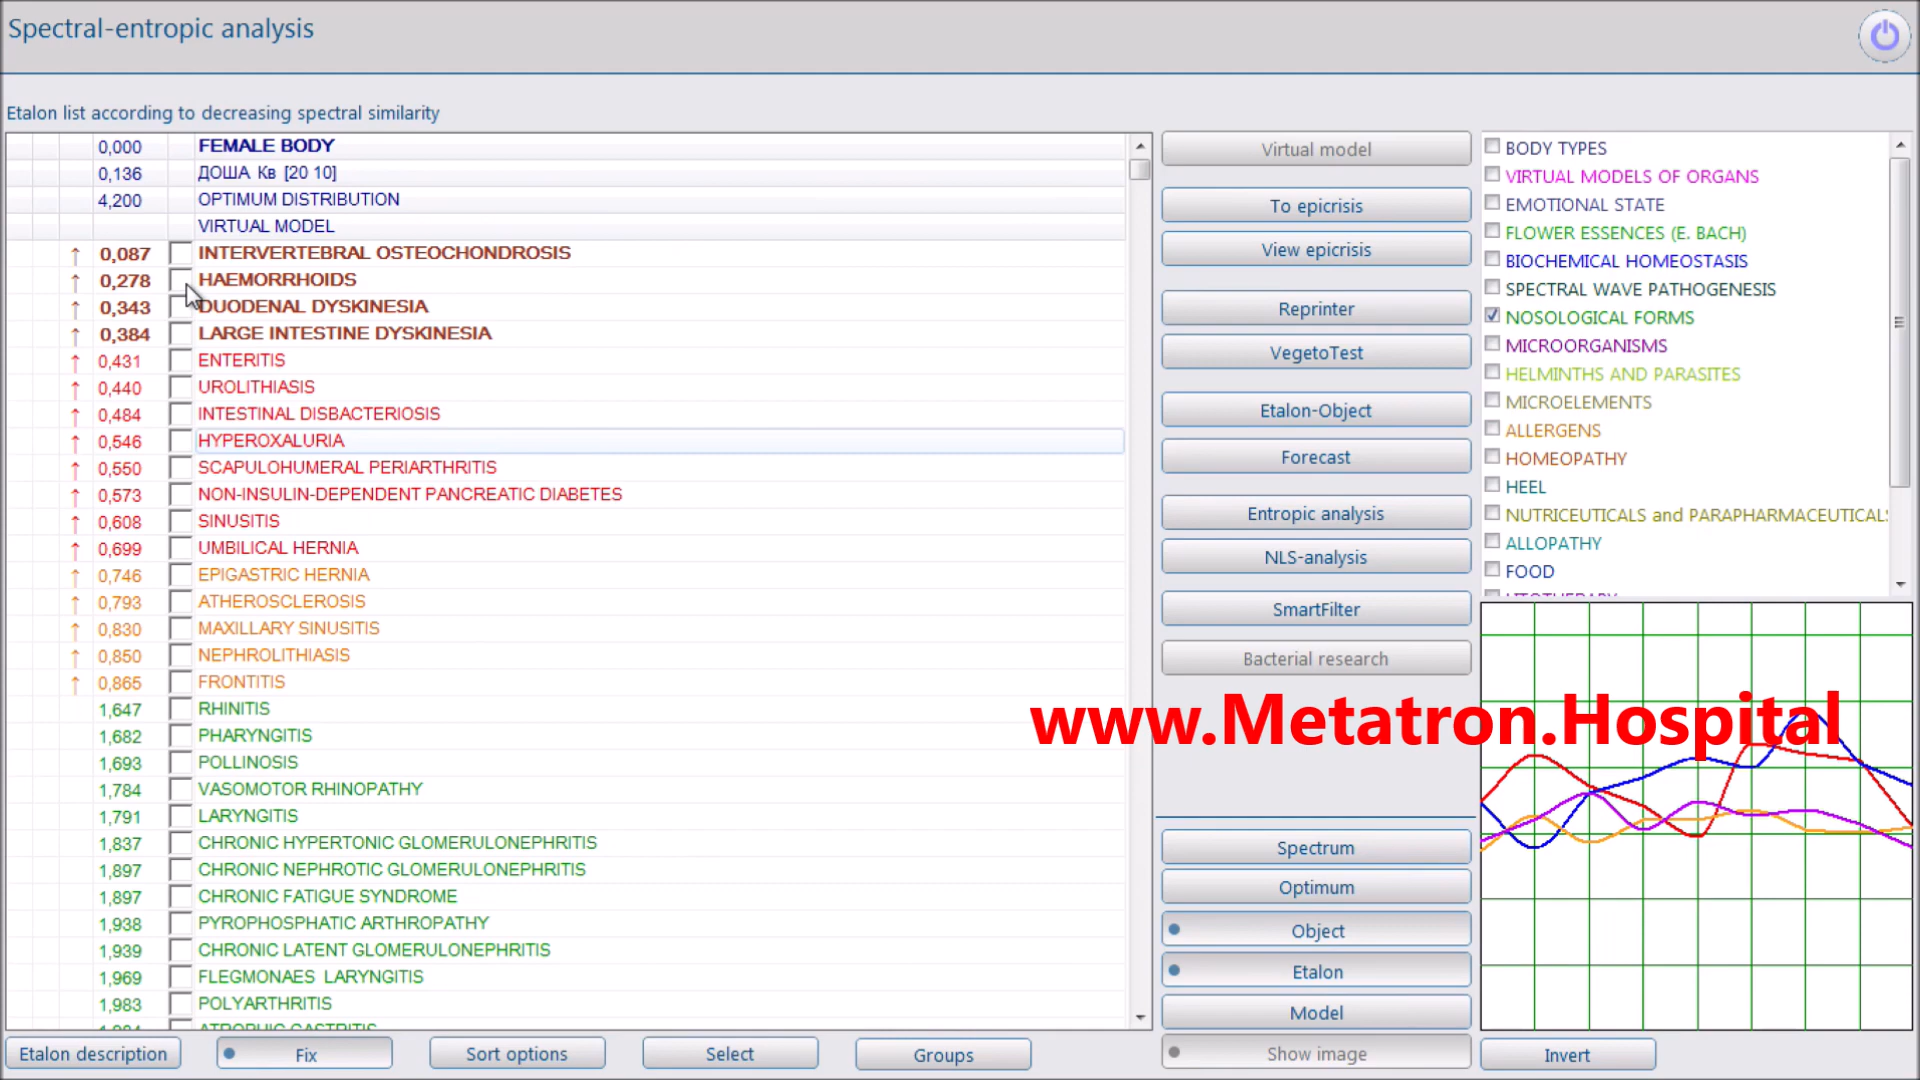 Spectral-entropic analysis
Etalon list according to decreasing spectral similarity
0,000 FEMALE BODY
0,136 ДОША Кв [20 10]
4,200 OPTIMUM DISTRIBUTION
VIRTUAL MODEL
↑ 0,087 INTERVERTEBRAL OSTEOCHONDROSIS
↑ 0,278 HAEMORRHOIDS
↑ 0,343 DUODENAL DYSKINESIA
↑ 0,384 LARGE INTESTINE DYSKINESIA
↑ 0,431 ENTERITIS
↑ 0,440 UROLITHIASIS
↑ 0,484 INTESTINAL DISBACTERIOSIS
↑ 0,546 HYPEROXALURIA
↑ 0,550 SCAPULOHUMERAL PERIARTHRITIS
↑ 0,573 NON-INSULIN-DEPENDENT PANCREATIC DIABETES
↑ 0,608 SINUSITIS
↑ 0,699 UMBILICAL HERNIA
↑ 0,746 EPIGASTRIC HERNIA
↑ 0,793 ATHEROSCLEROSIS
↑ 0,830 MAXILLARY SINUSITIS
↑ 0,850 NEPHROLITHIASIS
↑ 0,865 FRONTITIS
1,647 RHINITIS
1,682 PHARYNGITIS
1,693 POLLINOSIS
1,784 VASOMOTOR RHINOPATHY
1,791 LARYNGITIS
1,837 CHRONIC HYPERTONIC GLOMERULONEPHRITIS
1,897 CHRONIC NEPHROTIC GLOMERULONEPHRITIS
1,897 CHRONIC FATIGUE SYNDROME
1,938 PYROPHOSPHATIC ARTHROPATHY
1,939 CHRONIC LATENT GLOMERULONEPHRITIS
1,969 FLEGMONAES LARYNGITIS
1,983 POLYARTHRITIS
ATROPHIC GASTRITIS
Virtual model
To epicrisis
View epicrisis
Reprinter
VegetoTest
Etalon-Object
Forecast
Entropic analysis
NLS-analysis
SmartFilter
Bacterial research
BODY TYPES
VIRTUAL MODELS OF ORGANS
EMOTIONAL STATE
FLOWER ESSENCES (E. BACH)
BIOCHEMICAL HOMEOSTASIS
SPECTRAL WAVE PATHOGENESIS
NOSOLOGICAL FORMS
MICROORGANISMS
HELMINTHS AND PARASITES
MICROELEMENTS
ALLERGENS
HOMEOPATHY
HEEL
NUTRICEUTICALS and PARAPHARMACEUTICALS
ALLOPATHY
FOOD
www.Metatron.Hospital
Spectrum
Optimum
Object
Etalon
Model
Show image
Etalon description
Fix
Sort options
Select
Groups
Invert